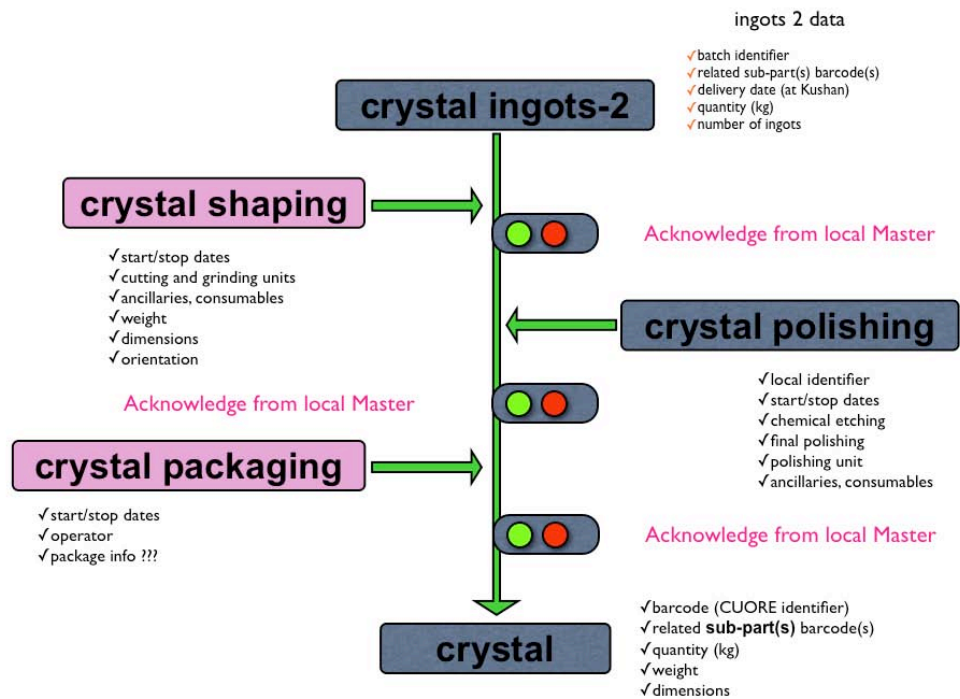 ingots 2 data
✓batch identifier
✓related sub-part(s) barcode(s)
✓delivery date (at Kushan)
✓quantity (kg)
✓number of ingots
crystal ingots-2
crystal shaping
✓start/stop dates
✓cutting and grinding units
✓ancillaries, consumables
✓weight
✓dimensions
✓orientation
Acknowledge from local Master
crystal polishing
✓local identifier
✓start/stop dates
✓chemical etching
✓final polishing
✓polishing unit
✓ancillaries, consumables
Acknowledge from local Master
crystal packaging
✓start/stop dates
✓operator
✓package info ???
Acknowledge from local Master
crystal
✓barcode (CUORE identifier)
✓related sub-part(s) barcode(s)
✓quantity (kg)
✓weight
✓dimensions